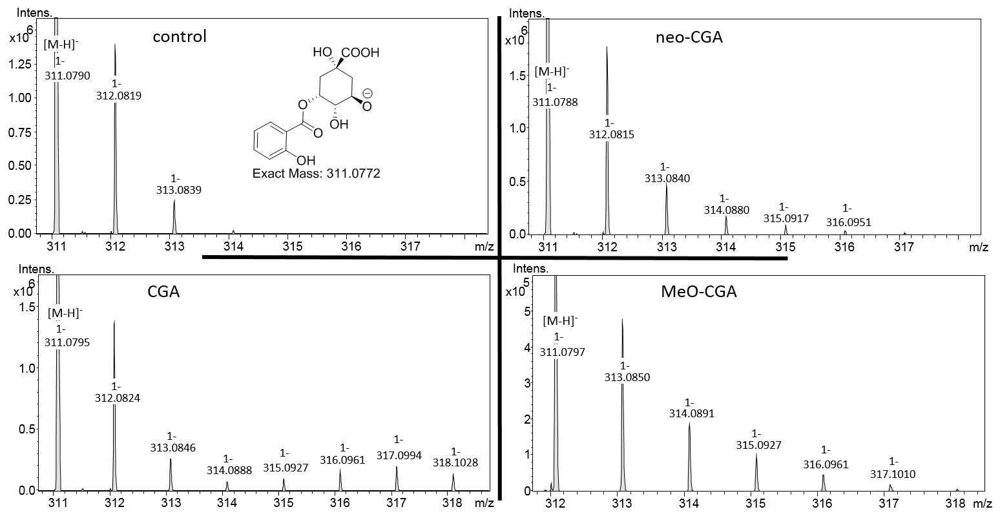 Intens.
x10
6
control
[M-H]-
1-
311.0790
1-
312.0819
1-
313.0839
HO
COOH
O
O
OH
O
OH
Exact Mass: 311.0772
1.25
1.00
0.75
0.50
0.25
0.00
311 312 313 314 315 316 317 m/z
Intens.
x10
6
neo-CGA
[M-H]-
1-
311.0788
1-
312.0815
1-
313.0840
1-
314.0880
1-
315.0917
1-
316.0951
1.5
1.0
0.5
0.0
311 312 313 314 315 316 317 m/z
Intens.
x10
6
CGA
[M-H]-
1-
311.0795
1-
312.0824
1-
313.0846
1-
314.0888
1-
315.0927
1-
316.0961
1-
317.0994
1-
318.1028
1.5
1.0
0.5
0.0
311 312 313 314 315 316 317 318 m/z
Intens.
x10
5
MeO-CGA
[M-H]-
1-
311.0797
1-
313.0850
1-
314.0891
1-
315.0927
1-
316.0961
1-
317.1010
5
4
3
2
1
0
312 313 314 315 316 317 318 m/z